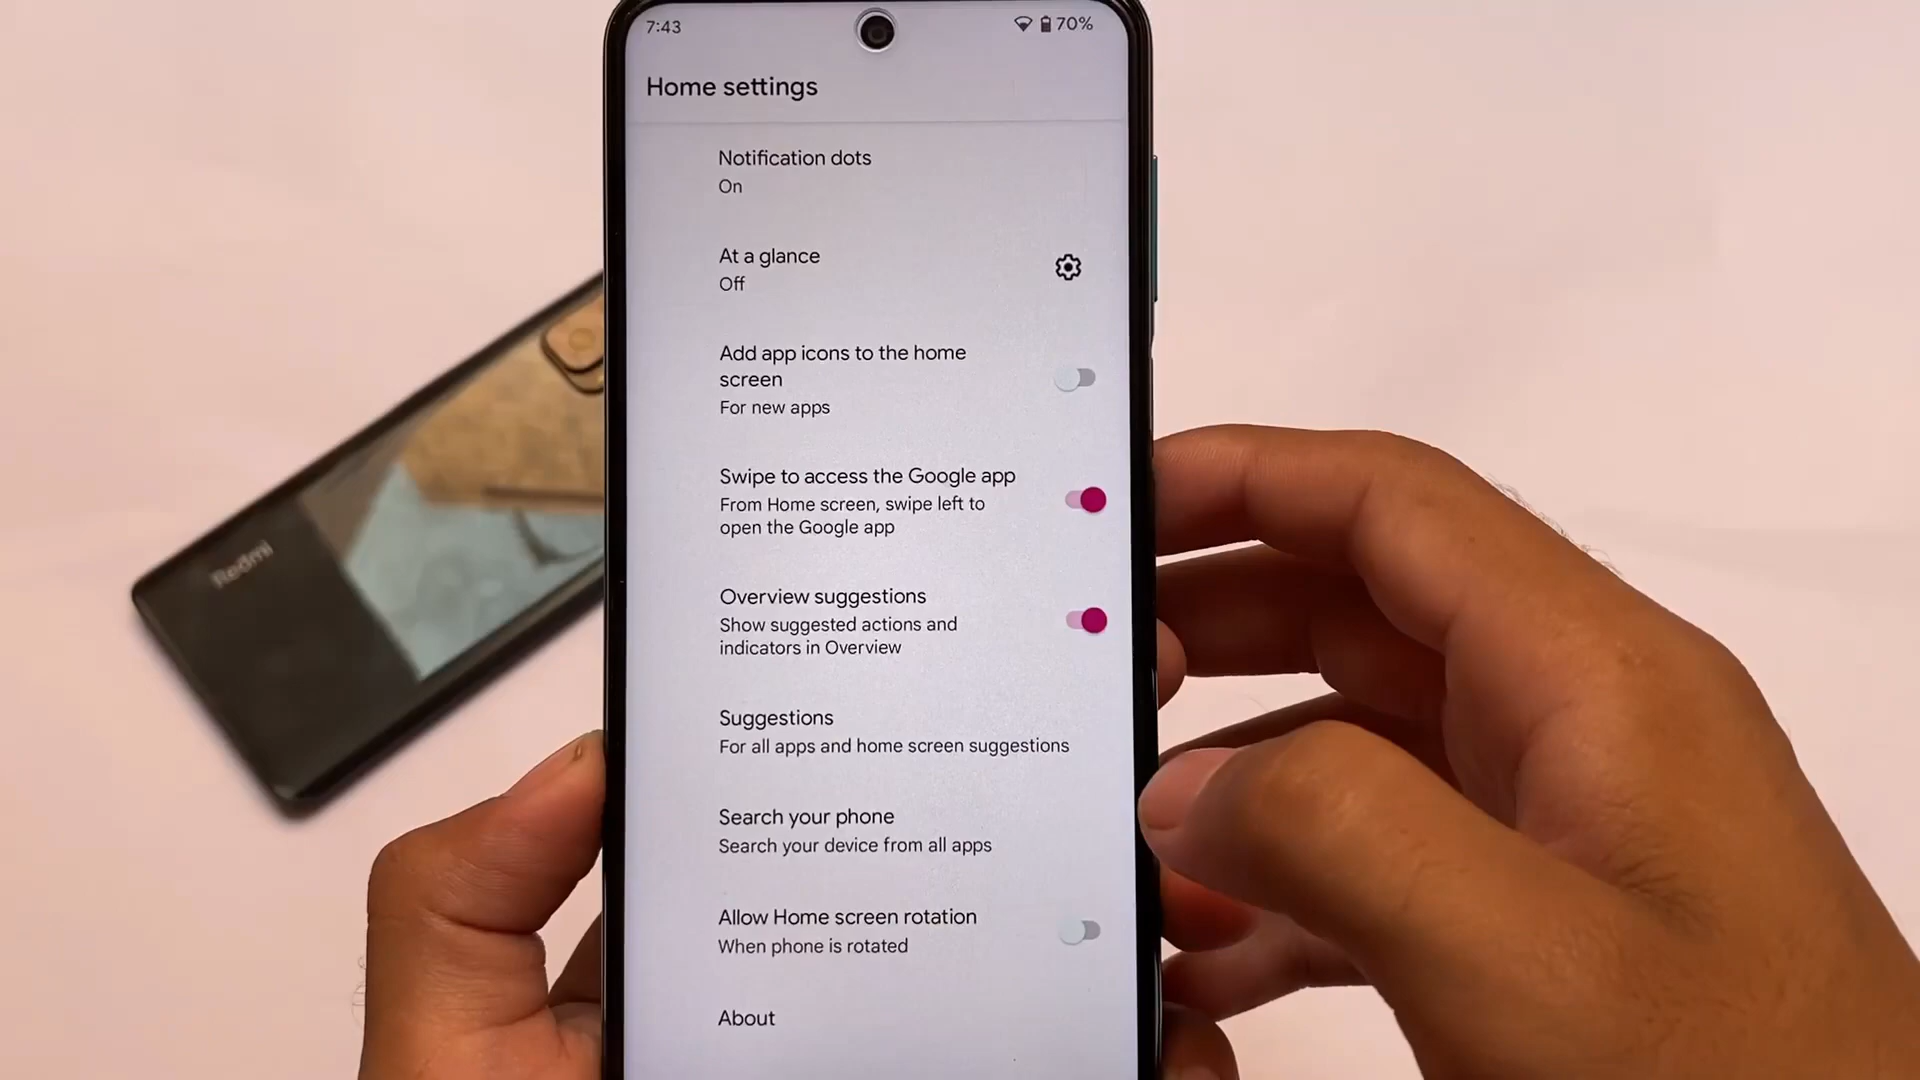 7:43
70%
Home settings
Notification dots
On
At a glance
Off
Add app icons to the home
screen
For new apps
Swipe to access the Google app
From Home screen, swipe left to
open the Google app
Overview suggestions
Show suggested actions and
indicators in Overview
Suggestions
For all apps and home screen suggestions
Search your phone
Search your device from all apps
Allow Home screen rotation
When phone is rotated
About
Redmi